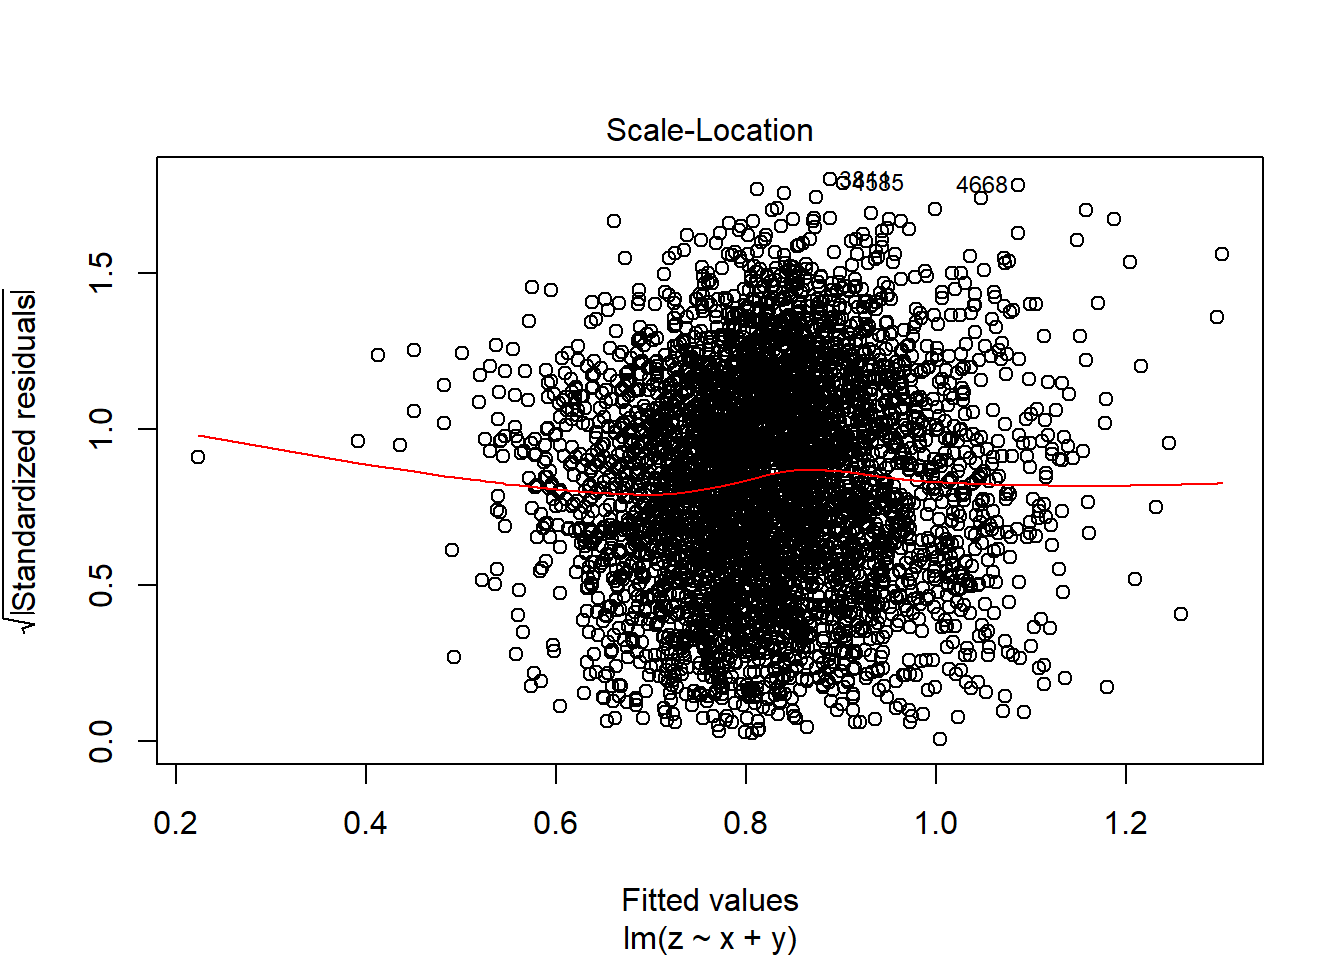 Scale-Location
4585
4668
√|Standardized residuals|
1.5
1.0
0.5
0.0
0.2 0.4 0.6 0.8 1.0 1.2
Fitted values
lm(z ~ x + y)